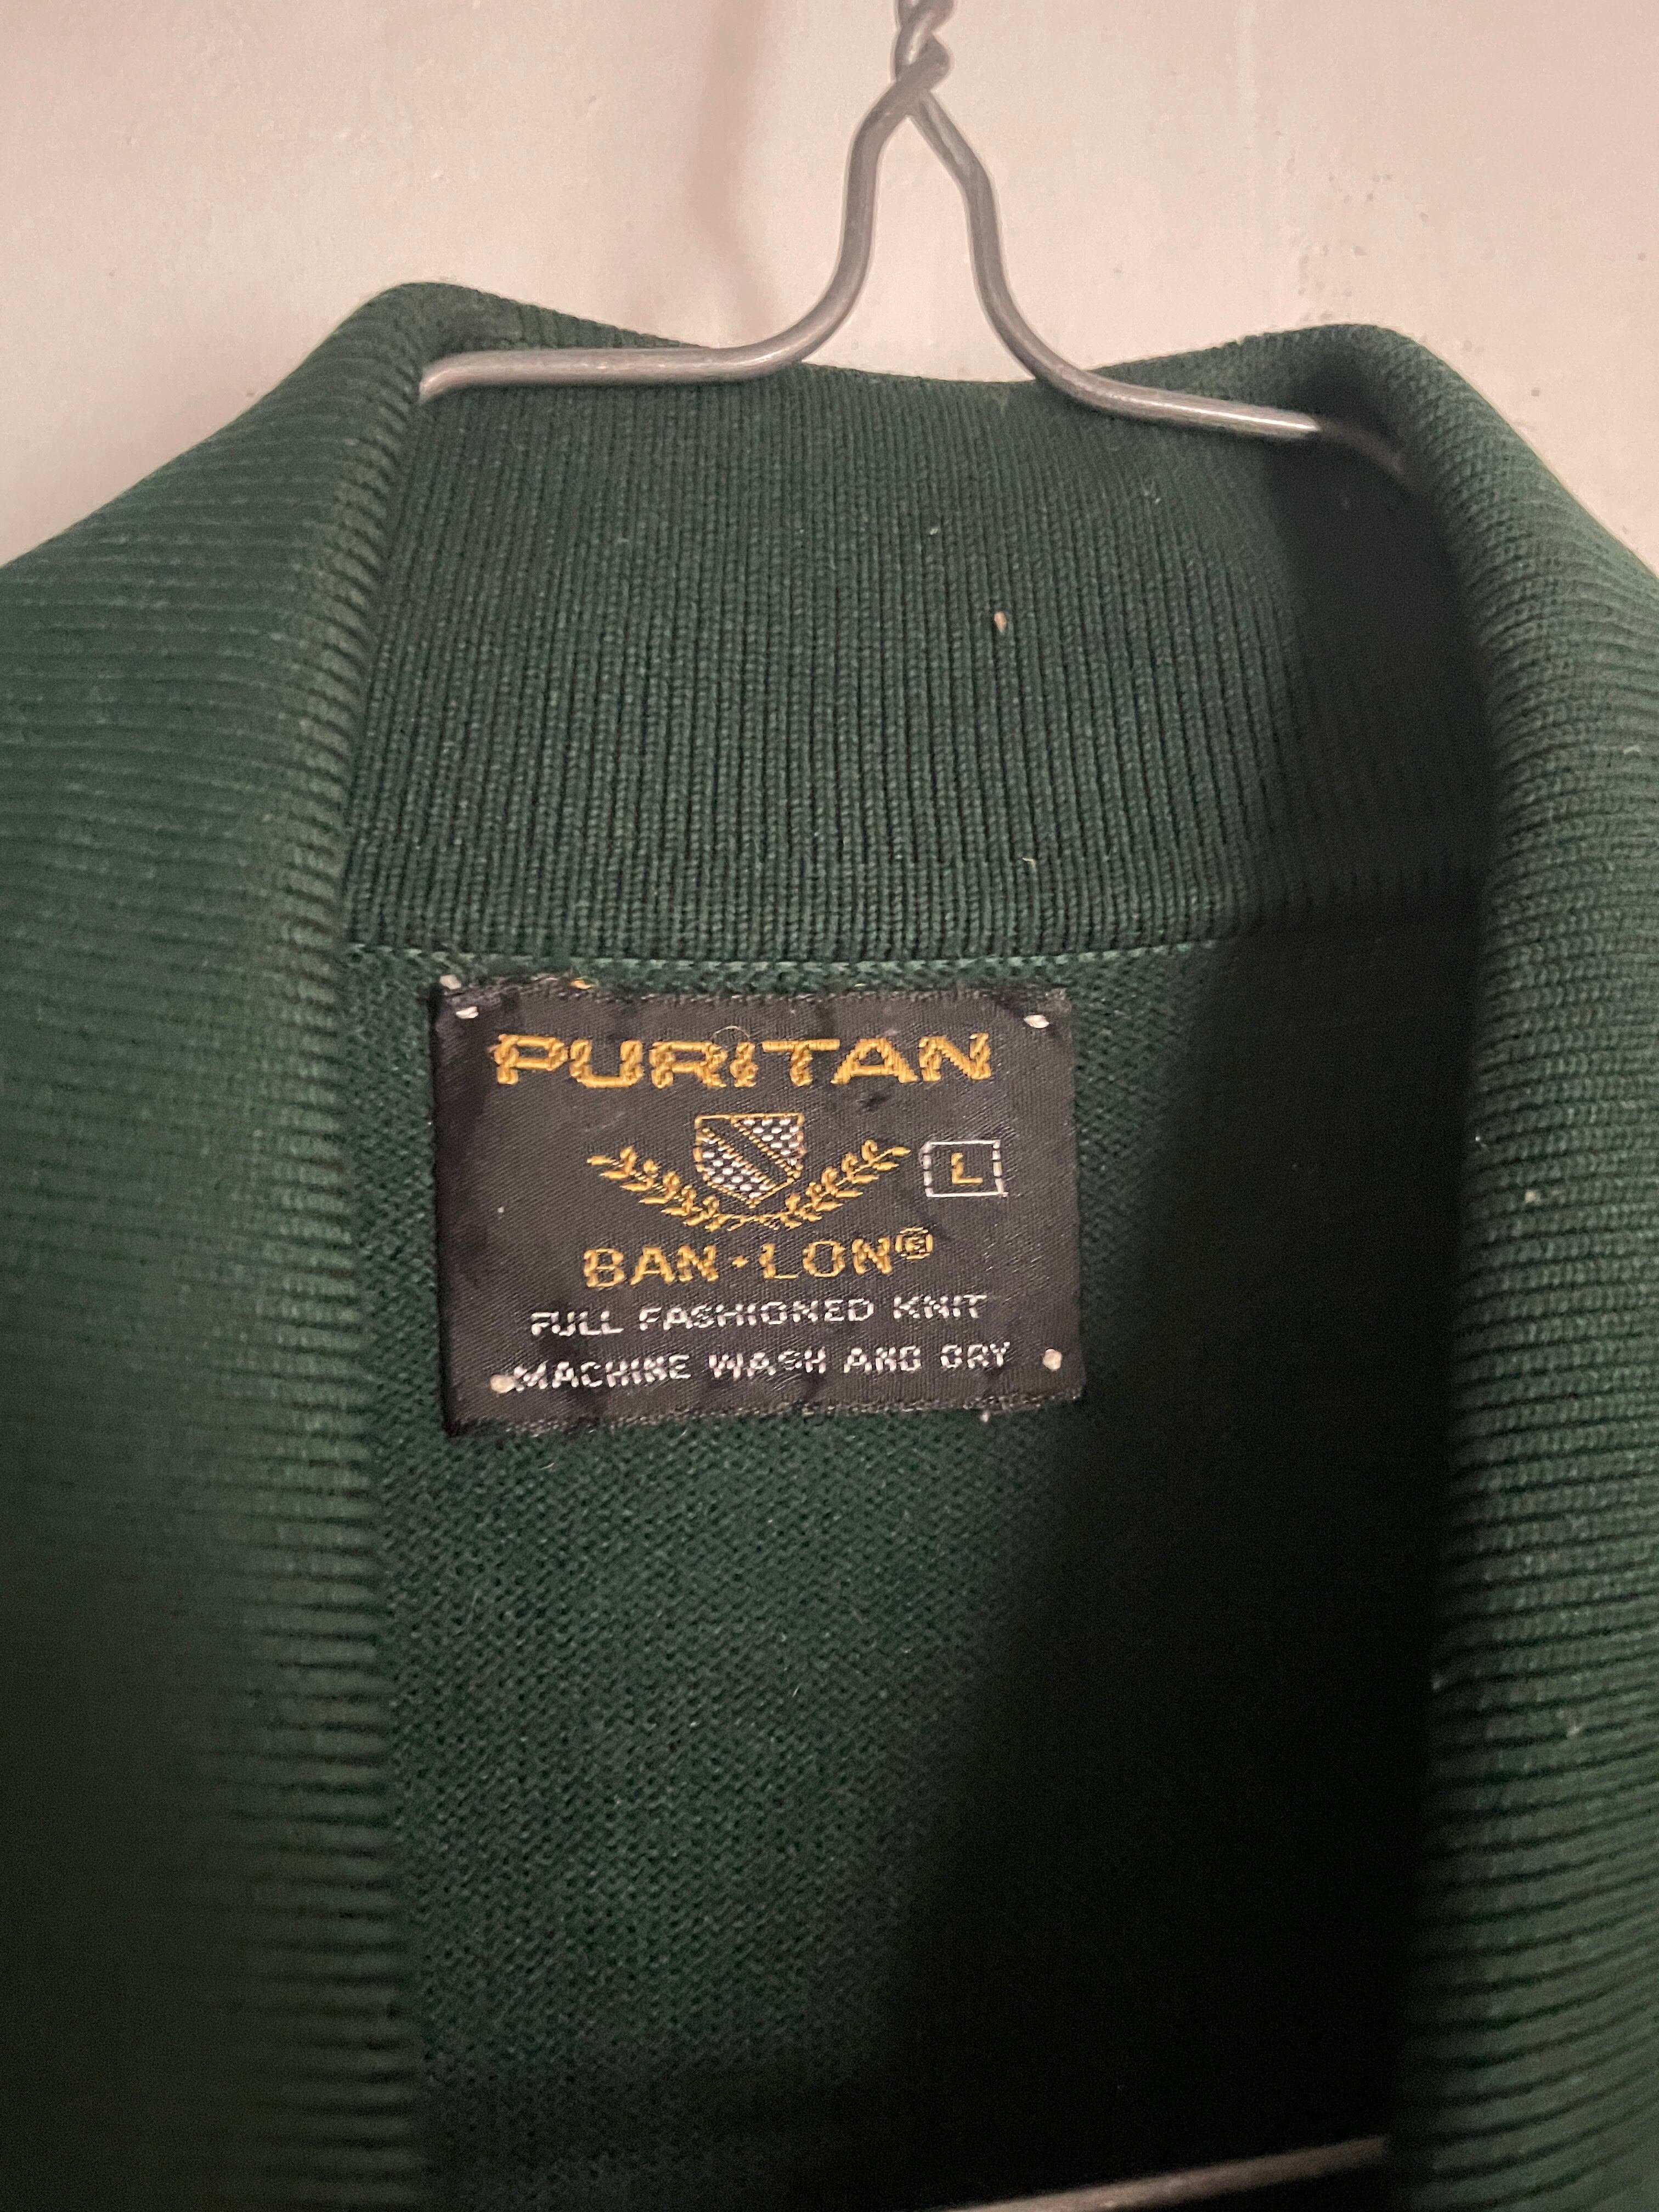 PURITAN
L
BAN·LON®
FULL FASHIONED KNIT
MACHINE WASH AND DRY